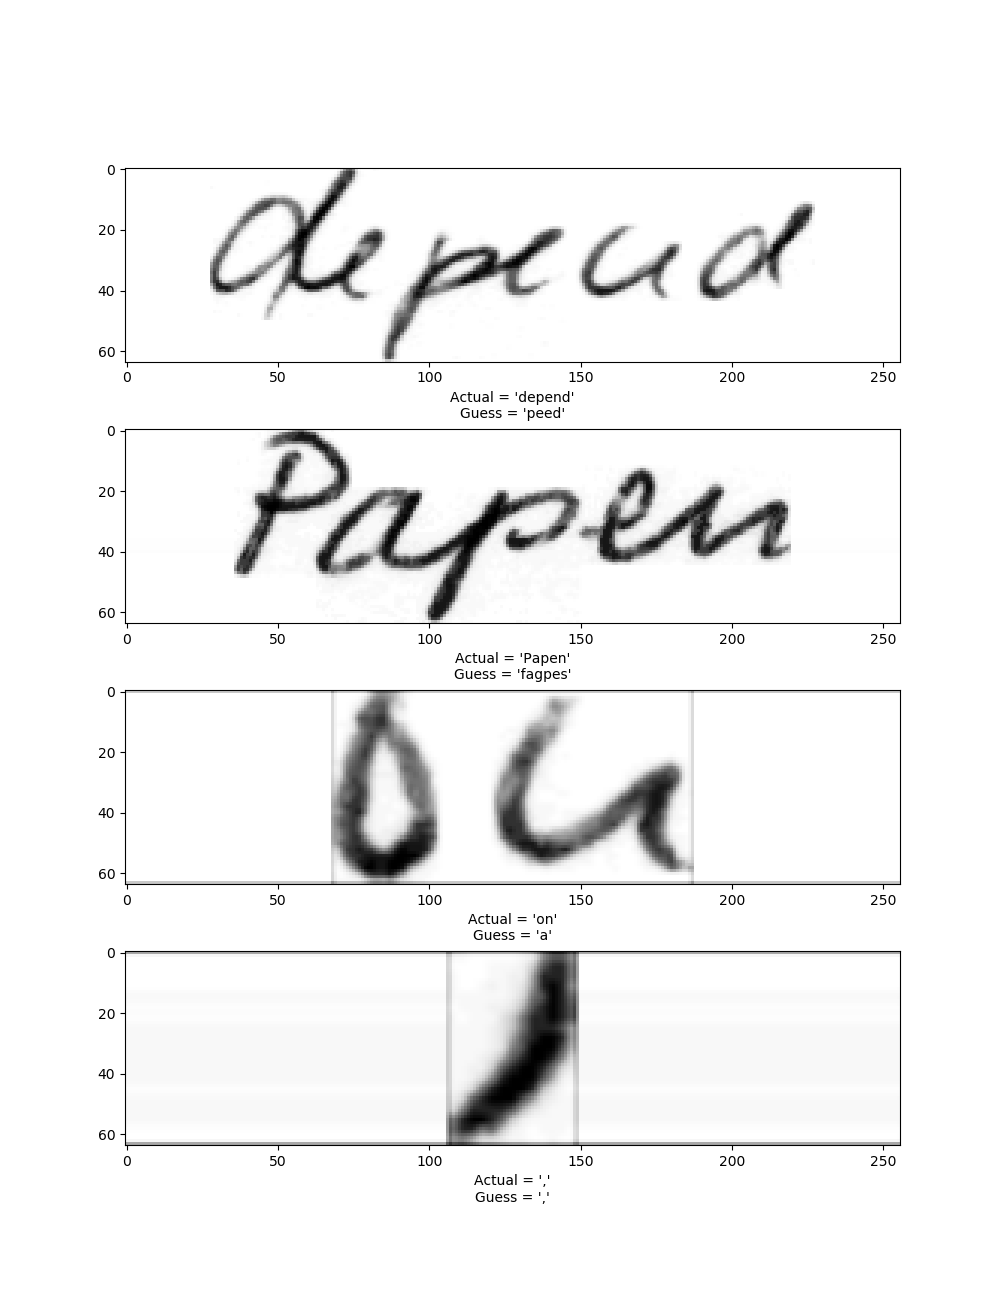 0 20 40 60
depend
0 50 100 150 200 250
Actual = 'depend'
Guess = 'peed'
0 20 40 60
Papen
0 50 100 150 200 250
Actual = 'Papen'
Guess = 'fagpes'
0 20 40 60
on
0 50 100 150 200 250
Actual = 'on'
Guess = 'a'
0 20 40 60
,
0 50 100 150 200 250
Actual = ','
Guess = ','